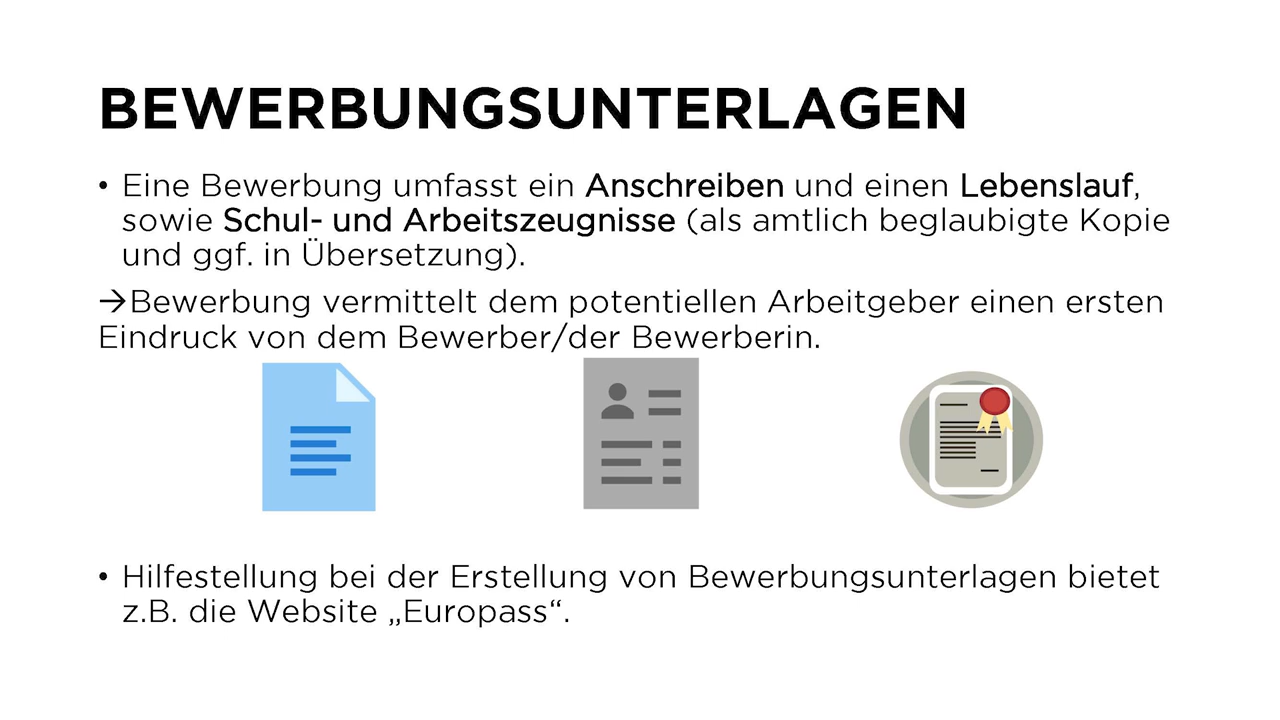 BEWERBUNGSUNTERLAGEN
• Eine Bewerbung umfasst ein Anschreiben und einen Lebenslauf,
sowie Schul- und Arbeitszeugnisse (als amtlich beglaubigte Kopie
und ggf. in Übersetzung).
→Bewerbung vermittelt dem potentiellen Arbeitgeber einen ersten
Eindruck von dem Bewerber/der Bewerberin.
• Hilfestellung bei der Erstellung von Bewerbungsunterlagen bietet
z.B. die Website „Europass“.